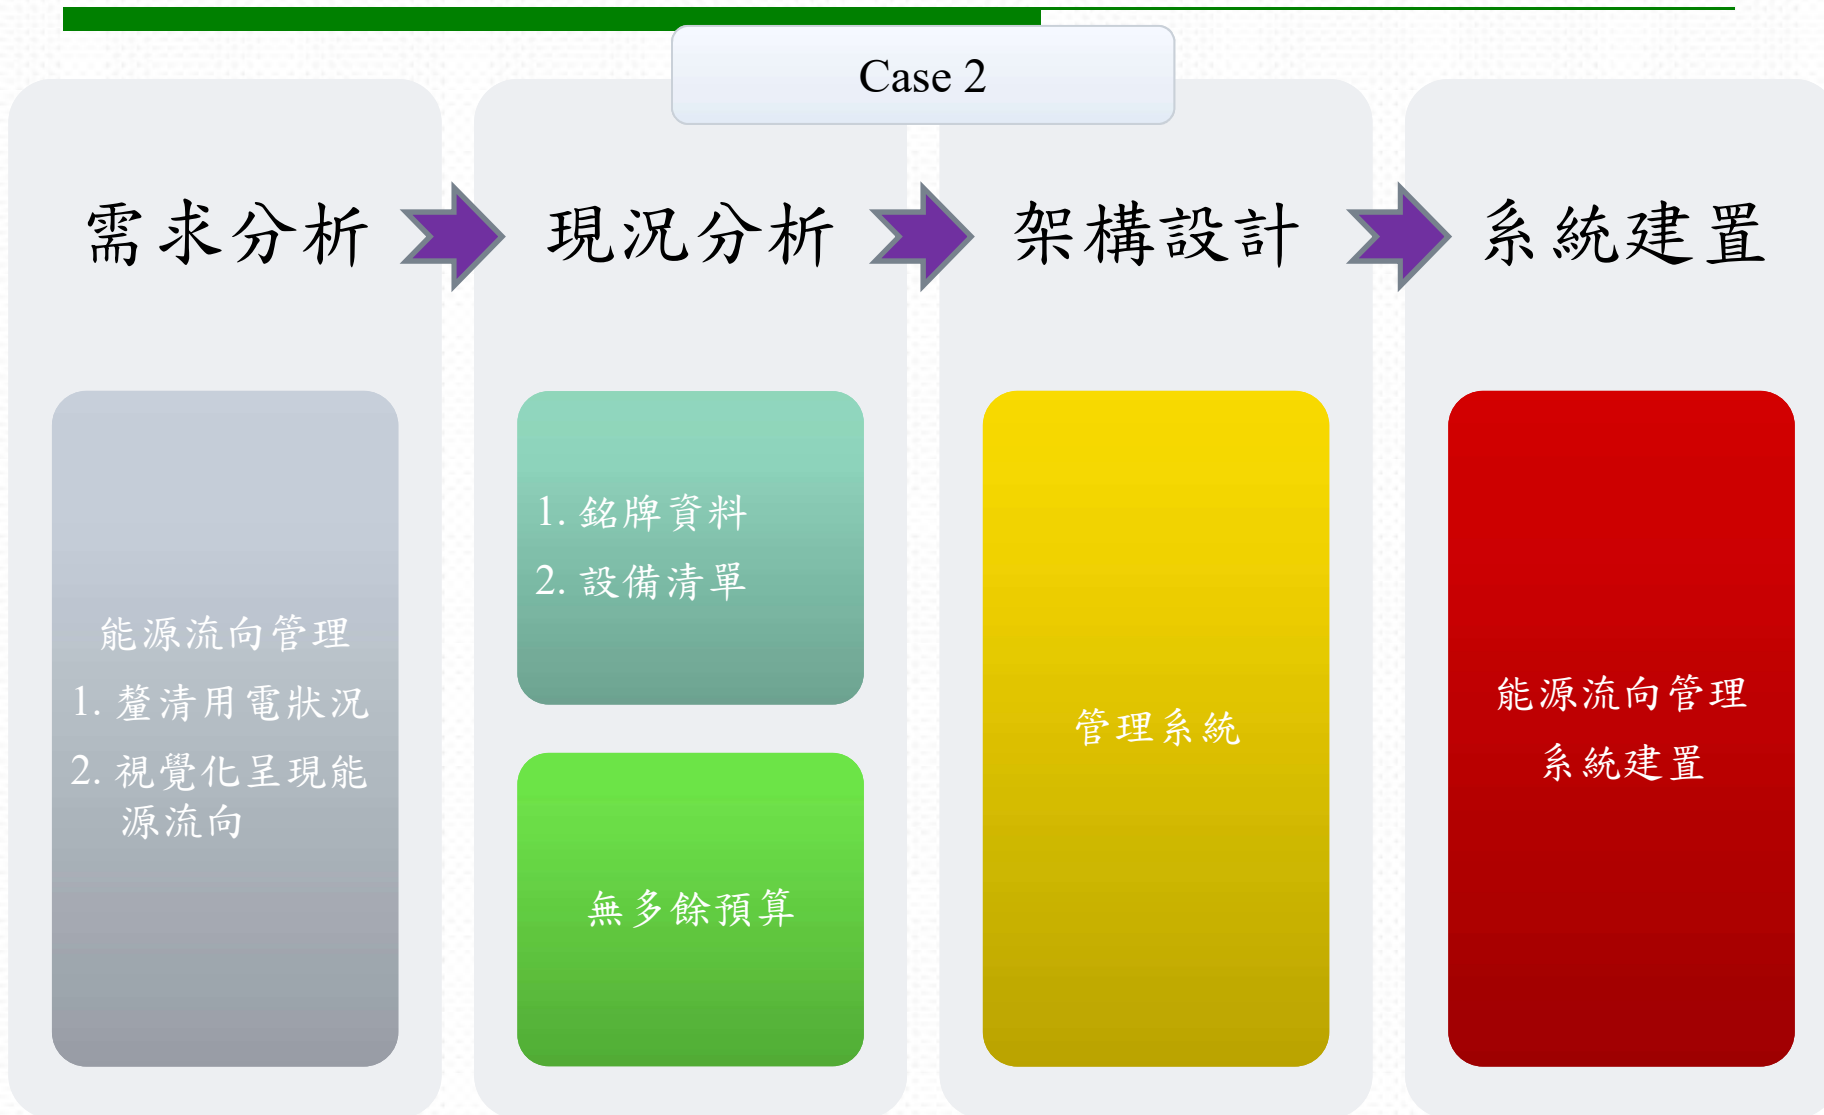 Case 2
需求分析
現況分析
架構設計
系統建置
能源流向管理
1. 釐清用電狀況
2. 視覺化呈現能
源流向
1. 銘牌資料
2. 設備清單
無多餘預算
管理系統
能源流向管理
系統建置